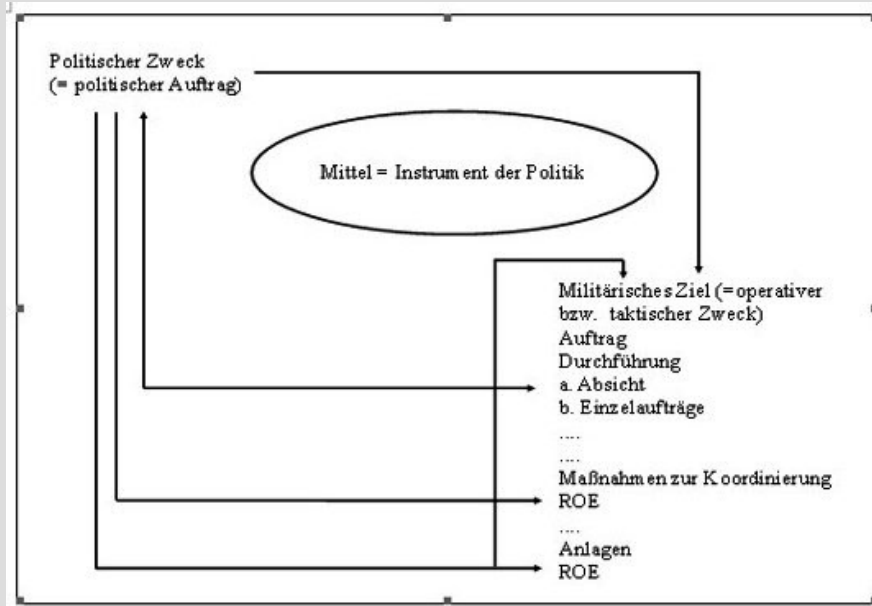 Politischer Zweck
(= politischer Auftrag)
Mittel = Instrument der Politik
Militärisches Ziel (=operativer
bzw. taktischer Zweck)
Auftrag
Durchführung
a. Absicht
b. Einzelaufträge
....
....
Maßnahmen zur Koordinierung
ROE
....
Anlagen
ROE